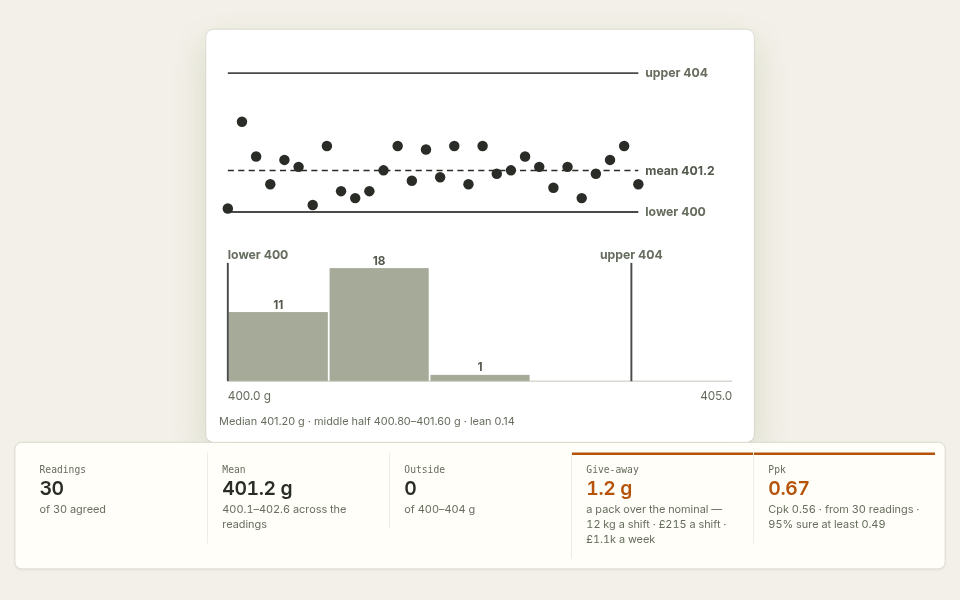 upper 404
mean 401.2
lower 400
lower 400
upper 404
18
11
1
400.0 g
405.0
Median 401.20 g · middle half 400.80–401.60 g · lean 0.14
Readings
30
of 30 agreed
Mean
401.2 g
400.1–402.6 across the
readings
Outside
0
of 400–404 g
Give-away
1.2 g
a pack over the nominal —
12 kg a shift · £215 a shift ·
£1.1k a week
Ppk
0.67
Cpk 0.56 · from 30 readings ·
95% sure at least 0.49